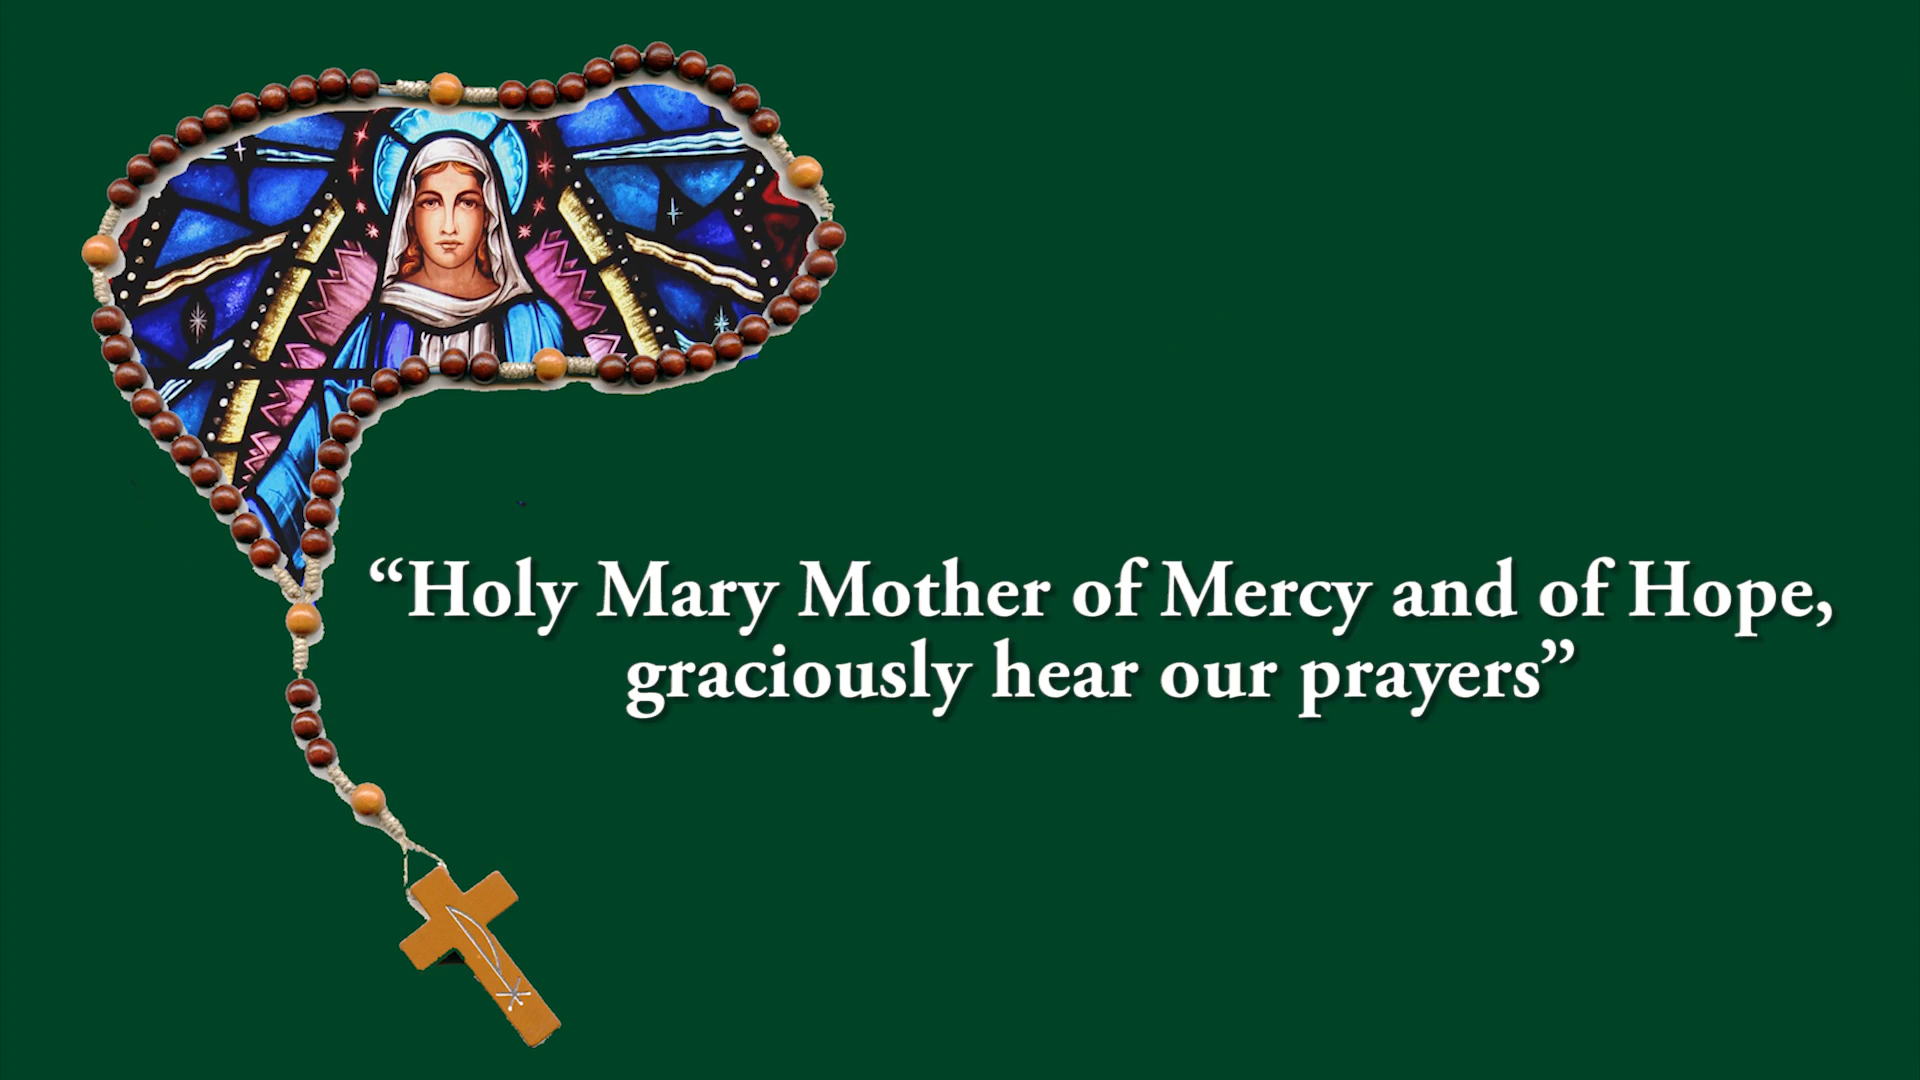 “Holy Mary Mother of Mercy and of Hope,
graciously hear our prayers”